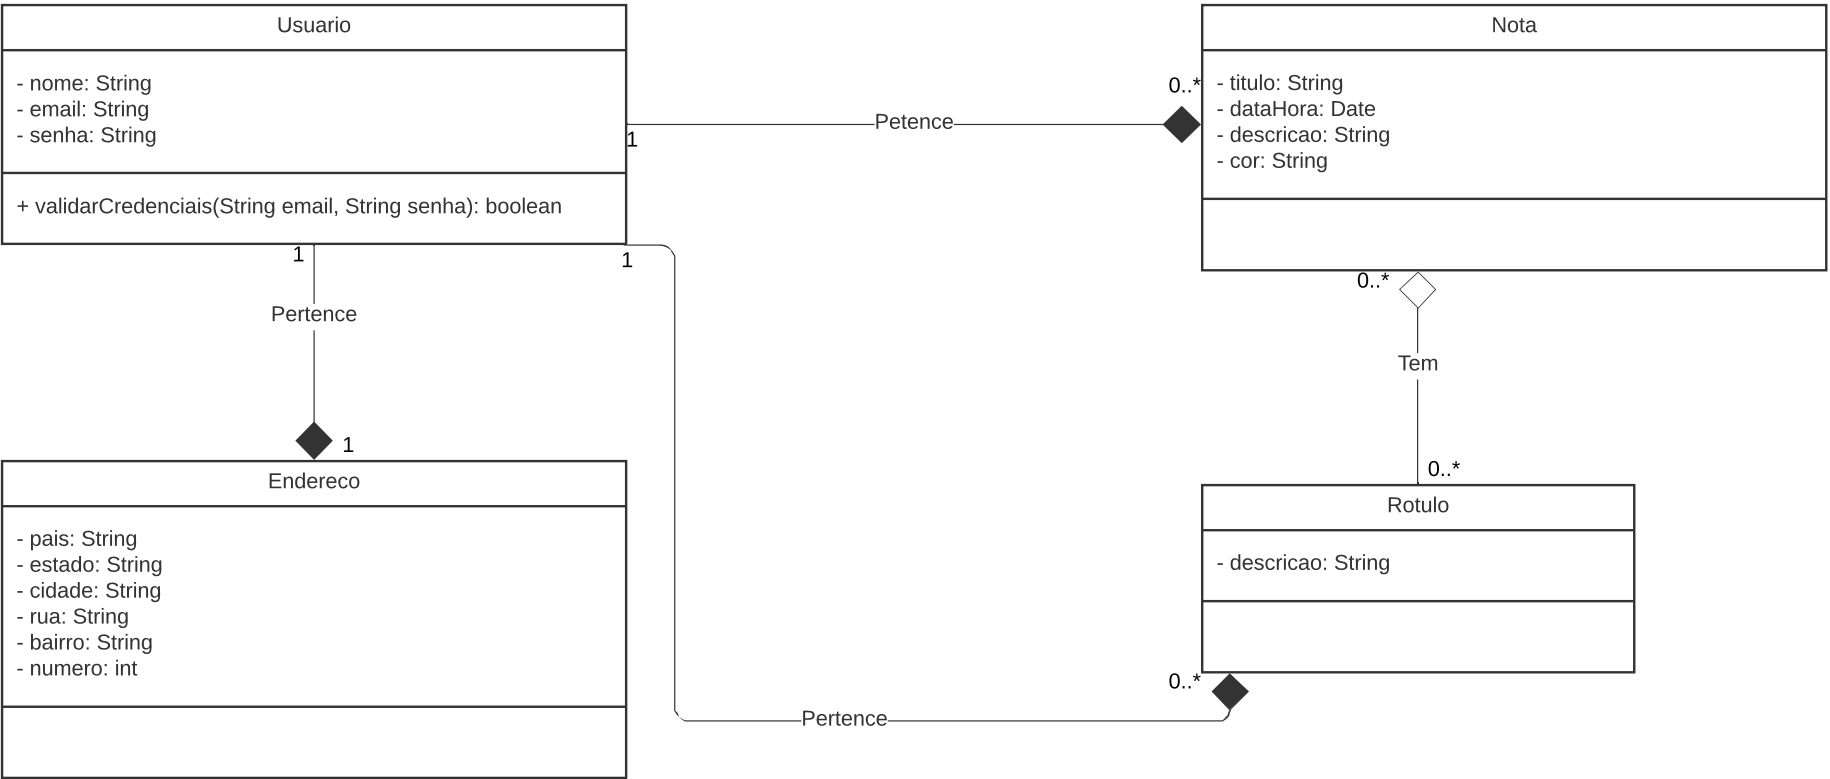 Usuario
- nome: String
- email: String
- senha: String
+ validarCredenciais(String email, String senha): boolean
1
Petence
0..*
Nota
- titulo: String
- dataHora: Date
- descricao: String
- cor: String
1
Pertence
1
Endereco
- pais: String
- estado: String
- cidade: String
- rua: String
- bairro: String
- numero: int
1
Pertence
0..*
0..*
Tem
0..*
Rotulo
- descricao: String